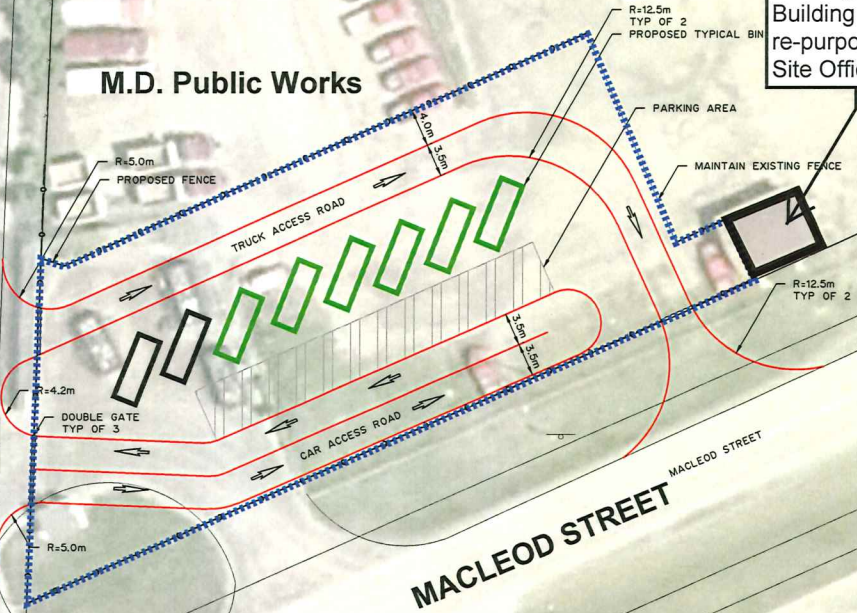 R=12.5m
TYP OF 2
PROPOSED TYPICAL BIN
Building
re-purpo
Site Offic
M.D. Public Works
PARKING AREA
4.0m
3.5m
R=5.0m
PROPOSED FENCE
MAINTAIN EXISTING FENCE
TRUCK ACCESS ROAD
R=12.5m
TYP OF 2
3.5m
3.5m
R=4.2m
DOUBLE GATE
TYP OF 3
CAR ACCESS ROAD
MACLEOD STREET
MACLEOD STREET
R=5.0m